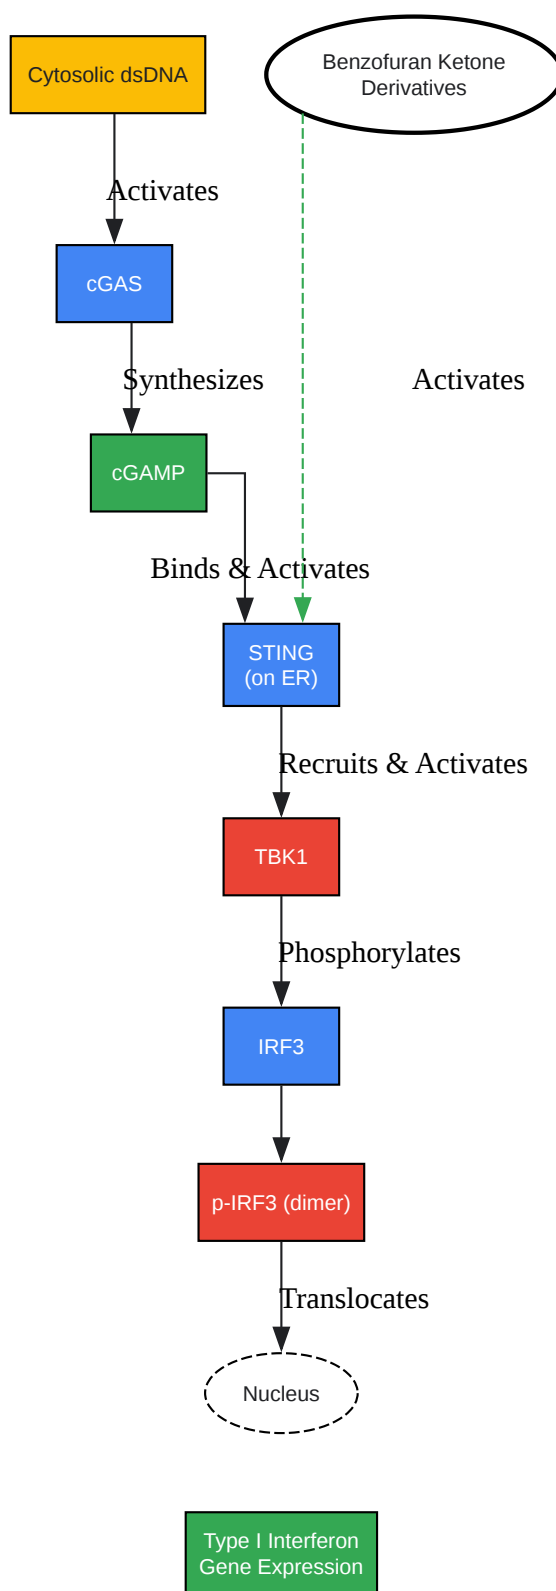 Cytosolic dsDNA
Benzofuran Ketone
Derivatives
Activates
cGAS
Synthesizes
Activates
cGAMP
Binds & Activates
STING
(on ER)
Recruits & Activates
TBK1
Phosphorylates
IRF3
p-IRF3 (dimer)
Translocates
Nucleus
Type I Interferon
Gene Expression